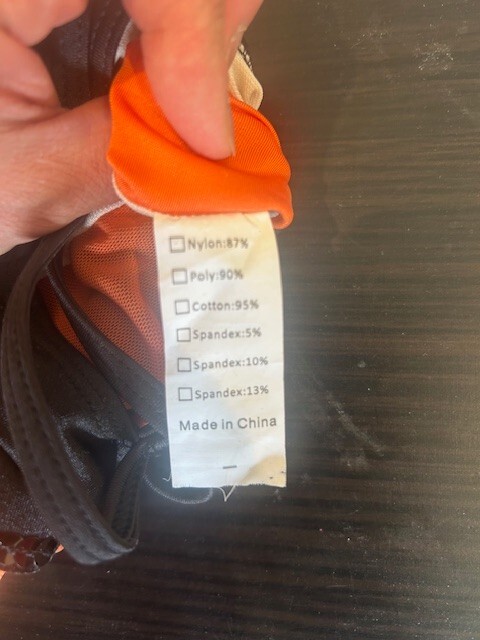 ☐ Nylon:87%
☐ Poly:90%
☐ Cotton:95%
☐ Spandex:5%
☐ Spandex:10%
☐ Spandex:13%
Made in China